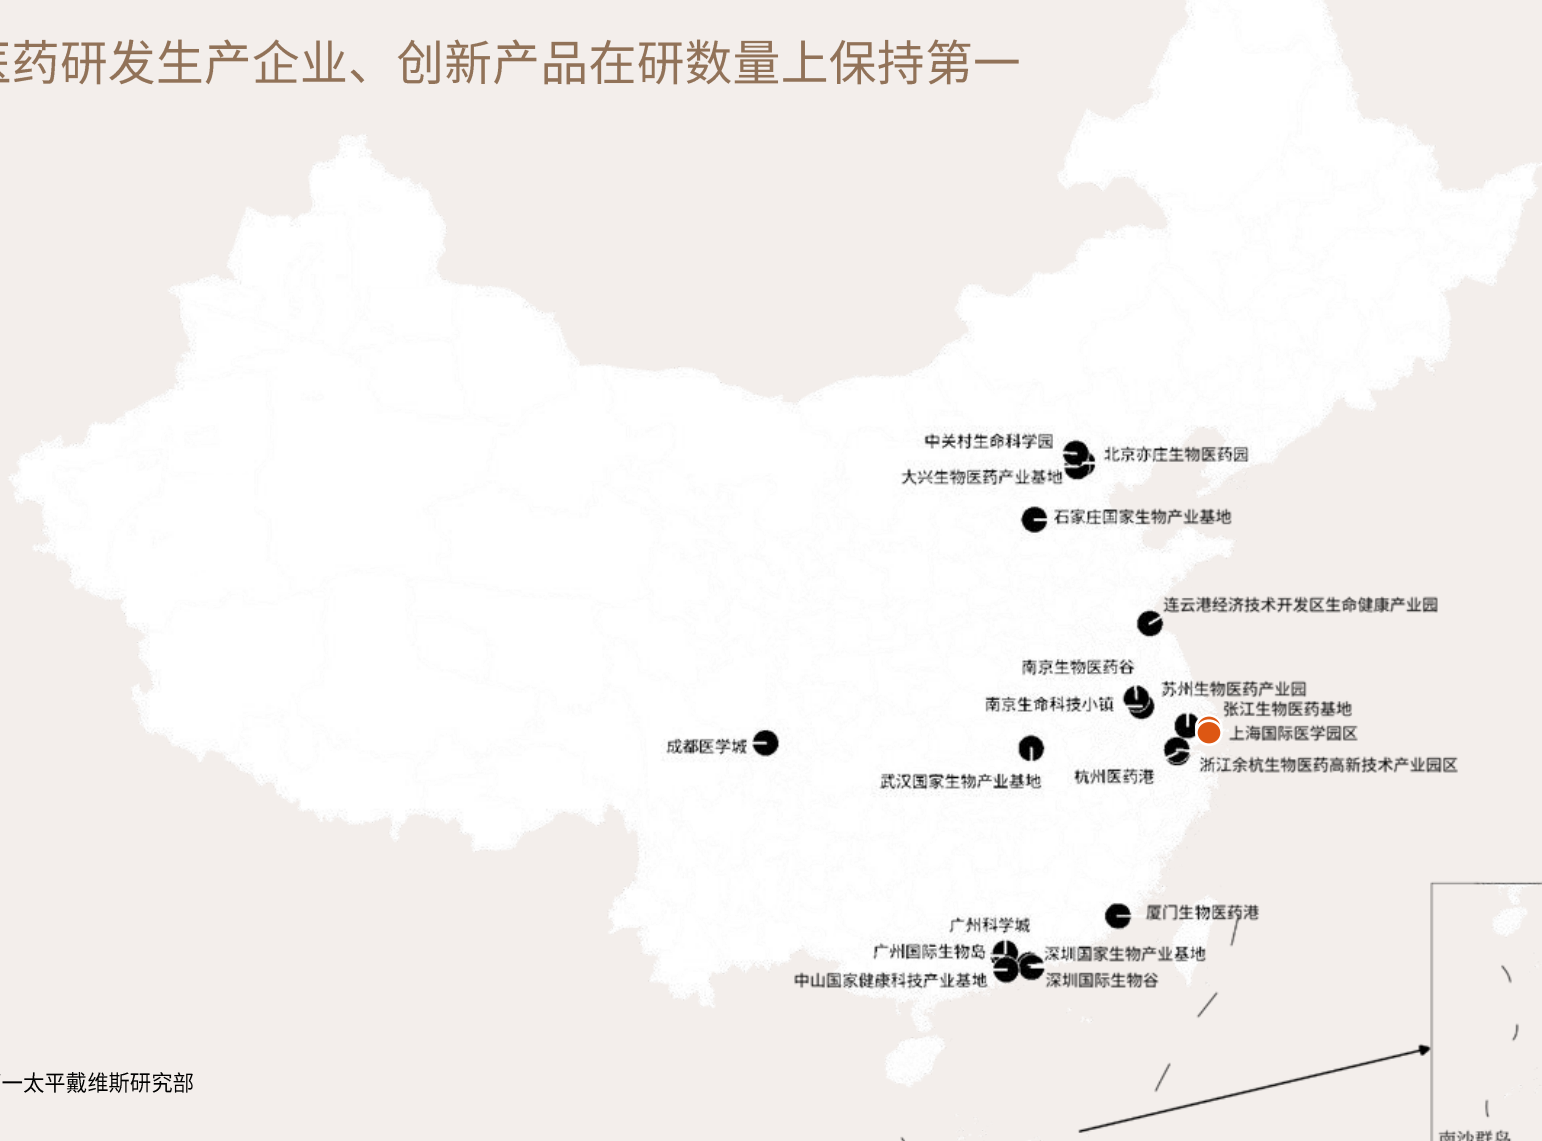 医药研发生产企业、创新产品在研数量上保持第一
中关村生命科学园
北京亦庄生物医药园
大兴生物医药产业基地
石家庄国家生物产业基地
连云港经济技术开发区生命健康产业园
南京生物医药谷
苏州生物医药产业园
南京生命科技小镇
张江生物医药基地
上海国际医学园区
成都医学城
浙江余杭生物医药高新技术产业园区
杭州医药港
武汉国家生物产业基地
厦门生物医药港
广州科学城
广州国际生物岛
深圳国家生物产业基地
中山国家健康科技产业基地
深圳国际生物谷
一太平戴维斯研究部
南沙群岛